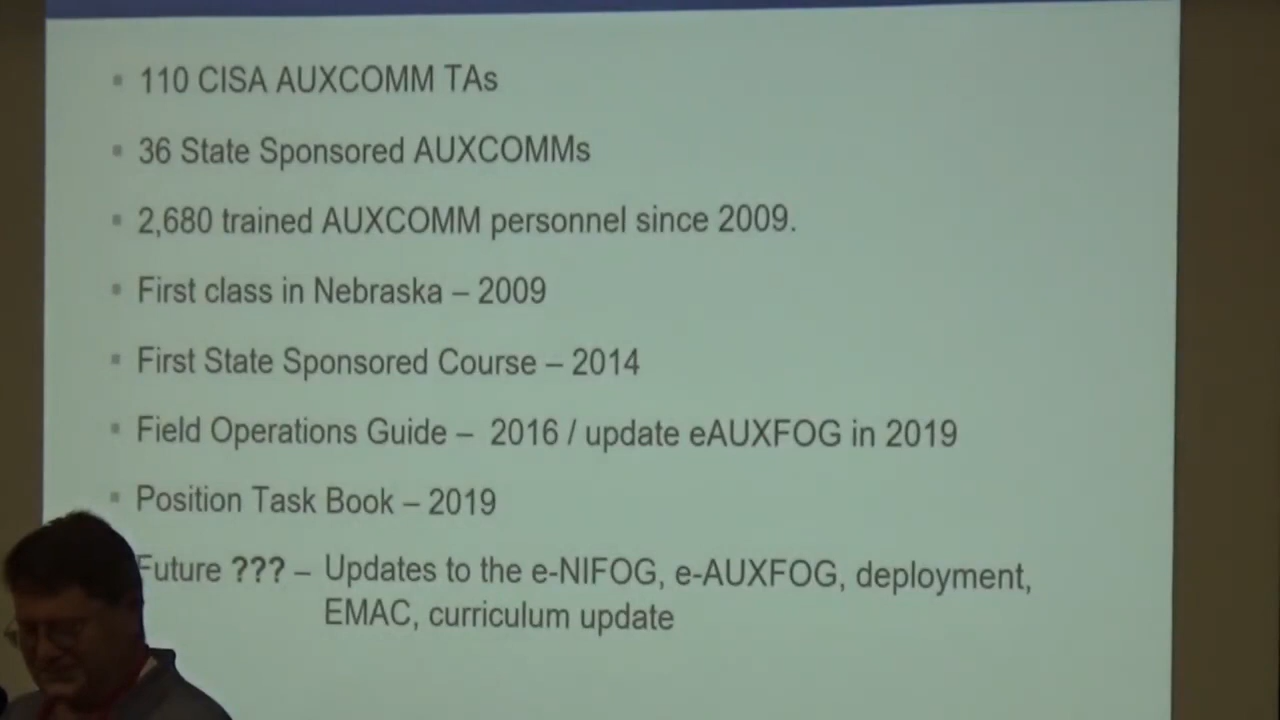 110 CISA AUXCOMM TAs
36 State Sponsored AUXCOMMs
2,680 trained AUXCOMM personnel since 2009.
First class in Nebraska – 2009
First State Sponsored Course – 2014
Field Operations Guide – 2016 / update eAUXFOG in 2019
Position Task Book – 2019
Future ??? – Updates to the e-NIFOG, e-AUXFOG, deployment,
EMAC, curriculum update